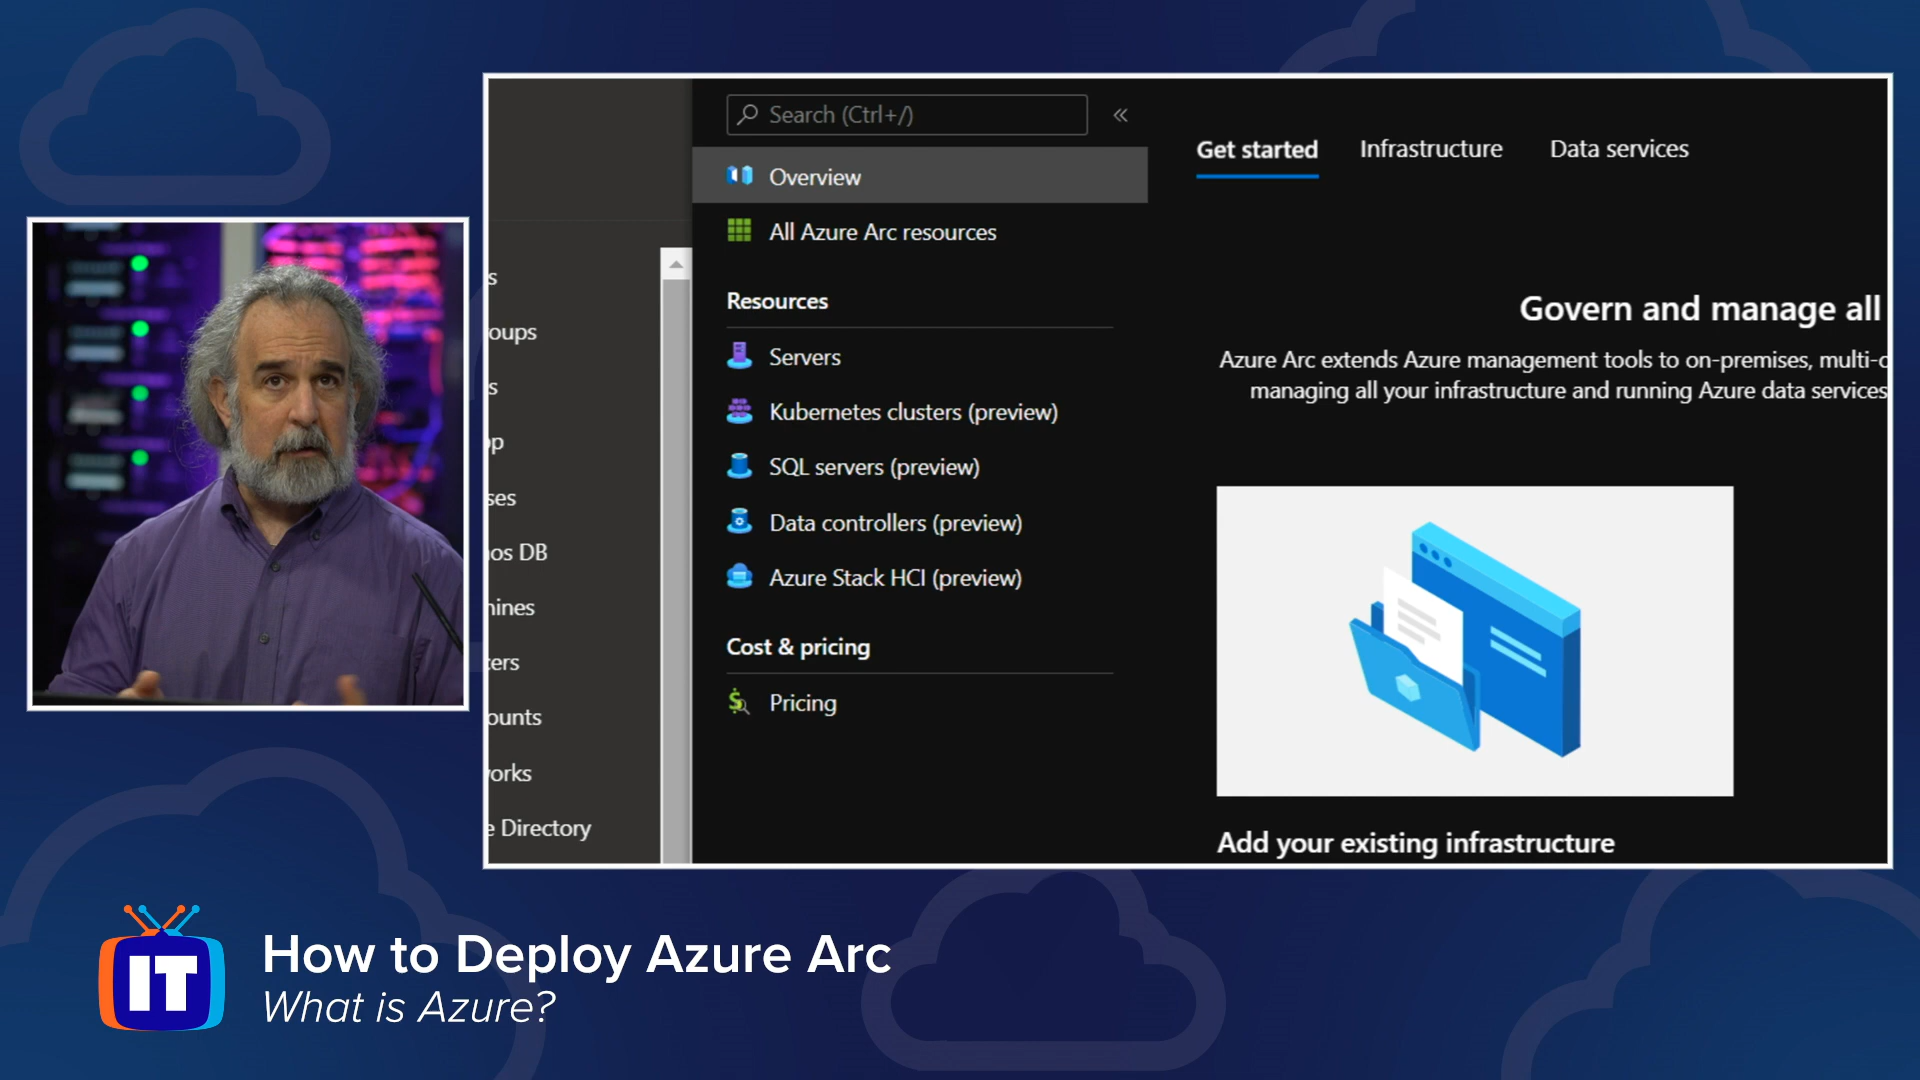 Search (Ctrl+/)
«
Get started
Infrastructure
Data services
Overview
All Azure Arc resources
Resources
Servers
Kubernetes clusters (preview)
SQL servers (preview)
Data controllers (preview)
Azure Stack HCI (preview)
Cost & pricing
Pricing
s
oups
s
pp
ses
os DB
ines
ters
ounts
orks
e Directory
Govern and manage all
Azure Arc extends Azure management tools to on-premises, multi-c
managing all your infrastructure and running Azure data services
Add your existing infrastructure
IT
How to Deploy Azure Arc
What is Azure?